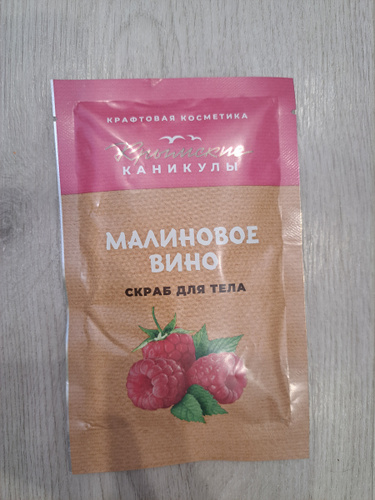 КРАФТОВАЯ КОСМЕТИКА
Крымские
КАНИКУЛЫ
МАЛИНОВОЕ
ВИНО
СКРАБ ДЛЯ ТЕЛА